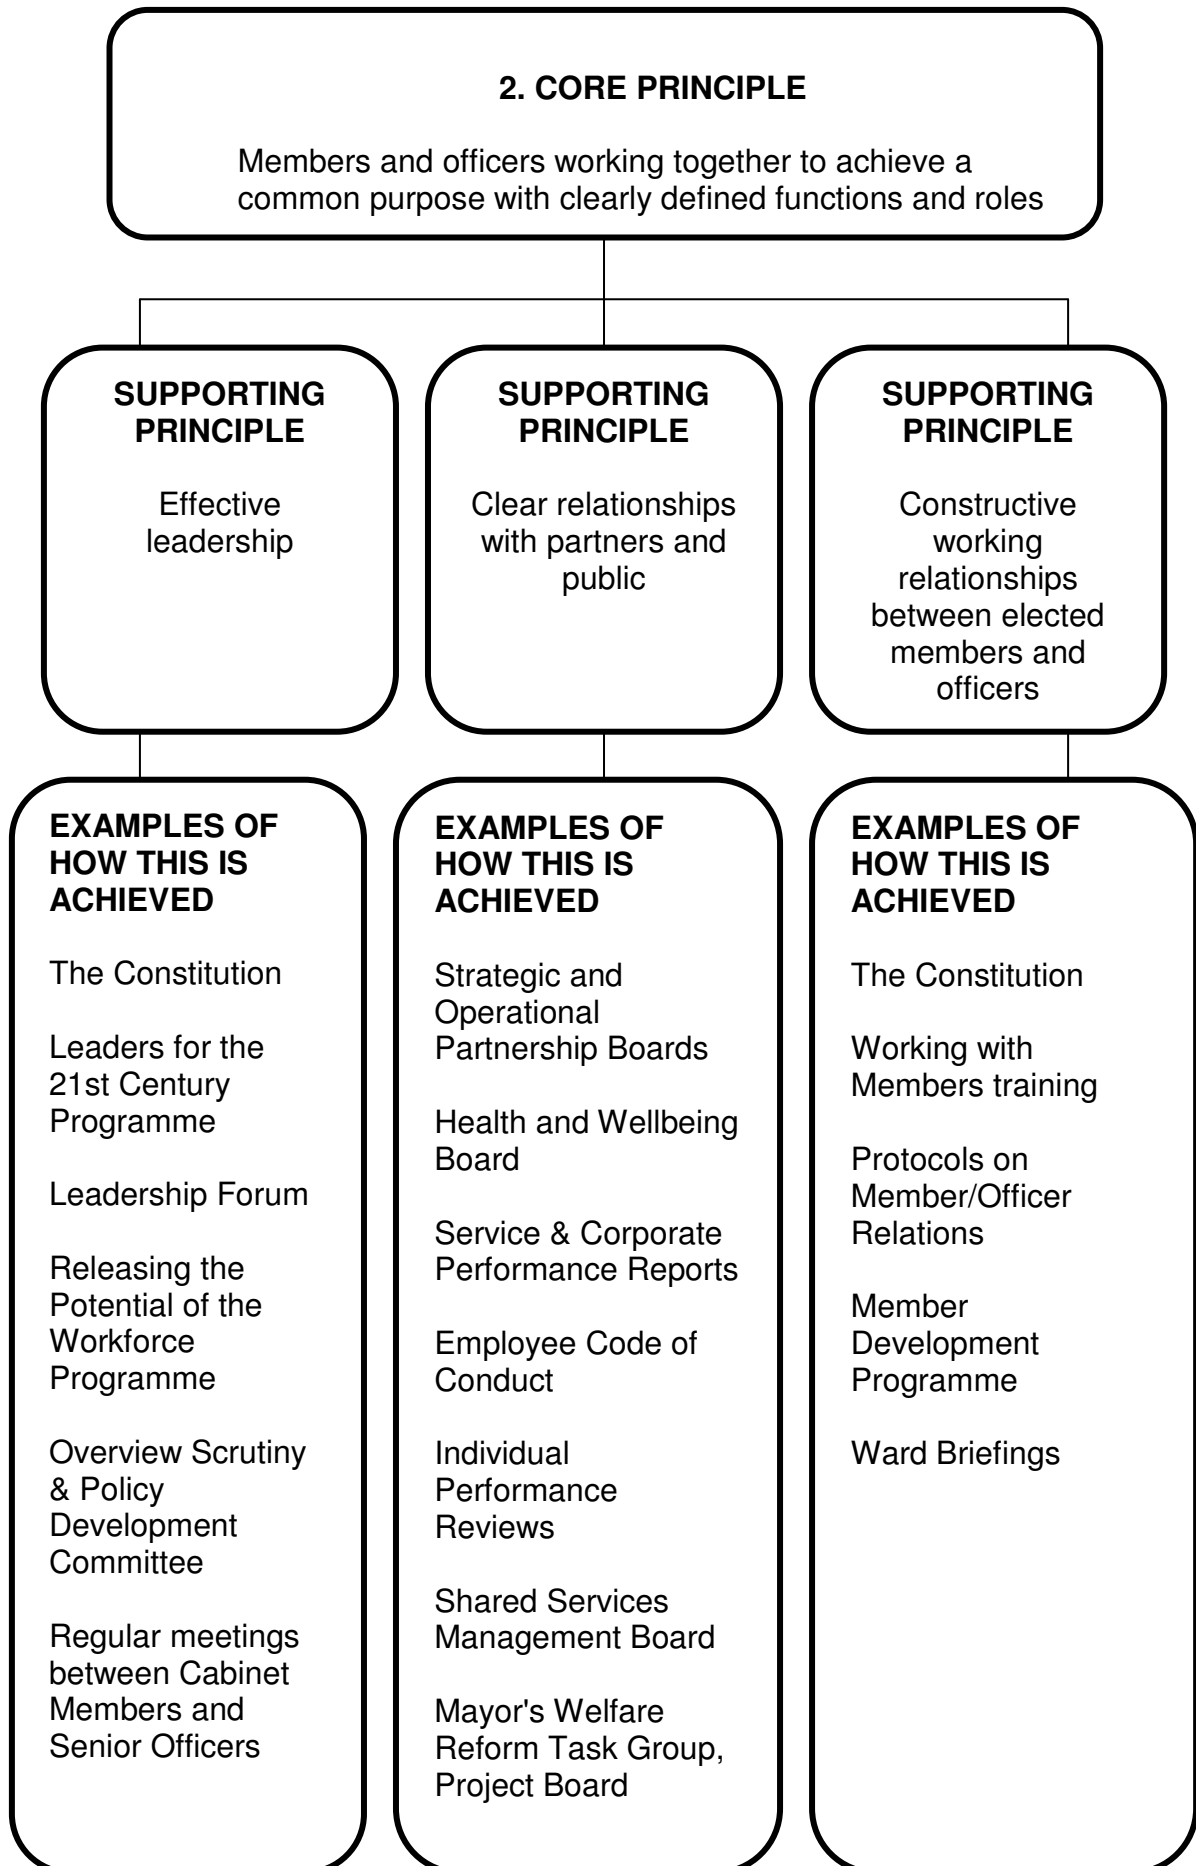 2. CORE PRINCIPLE
Members and officers working together to achieve a
common purpose with clearly defined functions and roles
SUPPORTING
PRINCIPLE
Effective
leadership
SUPPORTING
PRINCIPLE
Clear relationships
with partners and
public
SUPPORTING
PRINCIPLE
Constructive
working
relationships
between elected
members and
officers
EXAMPLES OF
HOW THIS IS
ACHIEVED
The Constitution
Leaders for the
21st Century
Programme
Leadership Forum
Releasing the
Potential of the
Workforce
Programme
Overview Scrutiny
& Policy
Development
Committee
Regular meetings
between Cabinet
Members and
Senior Officers
EXAMPLES OF
HOW THIS IS
ACHIEVED
Strategic and
Operational
Partnership Boards
Health and Wellbeing
Board
Service & Corporate
Performance Reports
Employee Code of
Conduct
Individual
Performance
Reviews
Shared Services
Management Board
Mayor's Welfare
Reform Task Group,
Project Board
EXAMPLES OF
HOW THIS IS
ACHIEVED
The Constitution
Working with
Members training
Protocols on
Member/Officer
Relations
Member
Development
Programme
Ward Briefings